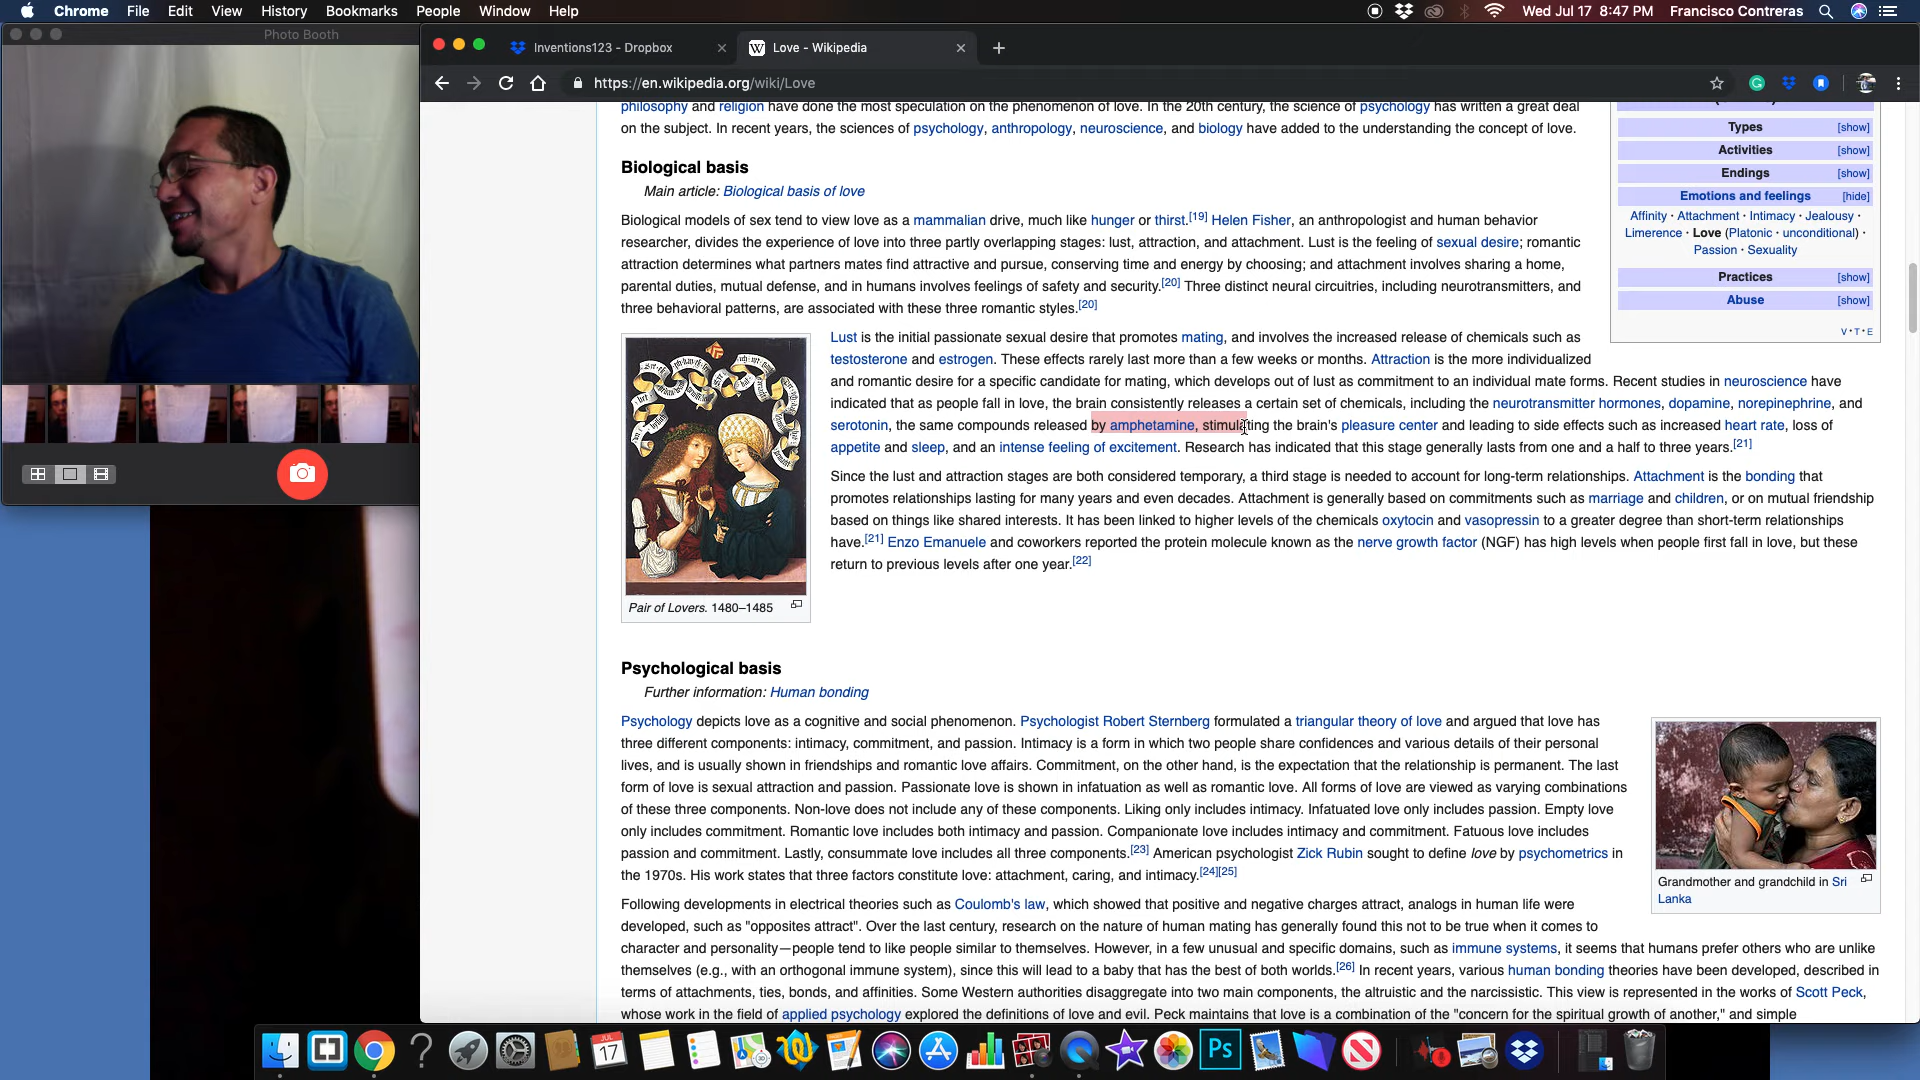 Chrome File Edit View History Bookmarks People Window Help
Wed Jul 17 8:47 PM Francisco Contreras
Photo Booth
Inventions123 - Dropbox
Love - Wikipedia
https://en.wikipedia.org/wiki/Love
philosophy and religion have done the most speculation on the phenomenon of love. In the 20th century, the science of psychology has written a great deal
on the subject. In recent years, the sciences of psychology, anthropology, neuroscience, and biology have added to the understanding the concept of love.
Biological basis
Main article: Biological basis of love
Biological models of sex tend to view love as a mammalian drive, much like hunger or thirst.[19] Helen Fisher, an anthropologist and human behavior
researcher, divides the experience of love into three partly overlapping stages: lust, attraction, and attachment. Lust is the feeling of sexual desire; romantic
attraction determines what partners mates find attractive and pursue, conserving time and energy by choosing; and attachment involves sharing a home,
parental duties, mutual defense, and in humans involves feelings of safety and security.[20] Three distinct neural circuitries, including neurotransmitters, and
three behavioral patterns, are associated with these three romantic styles.[20]
Lust is the initial passionate sexual desire that promotes mating, and involves the increased release of chemicals such as
testosterone and estrogen. These effects rarely last more than a few weeks or months. Attraction is the more individualized
and romantic desire for a specific candidate for mating, which develops out of lust as commitment to an individual mate forms. Recent studies in neuroscience have
indicated that as people fall in love, the brain consistently releases a certain set of chemicals, including the neurotransmitter hormones, dopamine, norepinephrine, and
serotonin, the same compounds released by amphetamine, stimulating the brain's pleasure center and leading to side effects such as increased heart rate, loss of
appetite and sleep, and an intense feeling of excitement. Research has indicated that this stage generally lasts from one and a half to three years.[21]
Since the lust and attraction stages are both considered temporary, a third stage is needed to account for long-term relationships. Attachment is the bonding that
promotes relationships lasting for many years and even decades. Attachment is generally based on commitments such as marriage and children, or on mutual friendship
based on things like shared interests. It has been linked to higher levels of the chemicals oxytocin and vasopressin to a greater degree than short-term relationships
have.[21] Enzo Emanuele and coworkers reported the protein molecule known as the nerve growth factor (NGF) has high levels when people first fall in love, but these
return to previous levels after one year.[22]
Pair of Lovers. 1480–1485
Types [show]
Activities [show]
Endings [show]
Emotions and feelings [hide]
Affinity · Attachment · Intimacy · Jealousy ·
Limerence · Love (Platonic · unconditional) ·
Passion · Sexuality
Practices [show]
Abuse [show]
V · T · E
Psychological basis
Further information: Human bonding
Psychology depicts love as a cognitive and social phenomenon. Psychologist Robert Sternberg formulated a triangular theory of love and argued that love has
three different components: intimacy, commitment, and passion. Intimacy is a form in which two people share confidences and various details of their personal
lives, and is usually shown in friendships and romantic love affairs. Commitment, on the other hand, is the expectation that the relationship is permanent. The last
form of love is sexual attraction and passion. Passionate love is shown in infatuation as well as romantic love. All forms of love are viewed as varying combinations
of these three components. Non-love does not include any of these components. Liking only includes intimacy. Infatuated love only includes passion. Empty love
only includes commitment. Romantic love includes both intimacy and passion. Companionate love includes intimacy and commitment. Fatuous love includes
passion and commitment. Lastly, consummate love includes all three components.[23] American psychologist Zick Rubin sought to define love by psychometrics in
the 1970s. His work states that three factors constitute love: attachment, caring, and intimacy.[24][25]
Grandmother and grandchild in Sri
Lanka
Following developments in electrical theories such as Coulomb's law, which showed that positive and negative charges attract, analogs in human life were
developed, such as "opposites attract". Over the last century, research on the nature of human mating has generally found this not to be true when it comes to
character and personality—people tend to like people similar to themselves. However, in a few unusual and specific domains, such as immune systems, it seems that humans prefer others who are unlike
themselves (e.g., with an orthogonal immune system), since this will lead to a baby that has the best of both worlds.[26] In recent years, various human bonding theories have been developed, described in
terms of attachments, ties, bonds, and affinities. Some Western authorities disaggregate into two main components, the altruistic and the narcissistic. This view is represented in the works of Scott Peck,
whose work in the field of applied psychology explored the definitions of love and evil. Peck maintains that love is a combination of the "concern for the spiritual growth of another," and simple
JUL
17
Ps